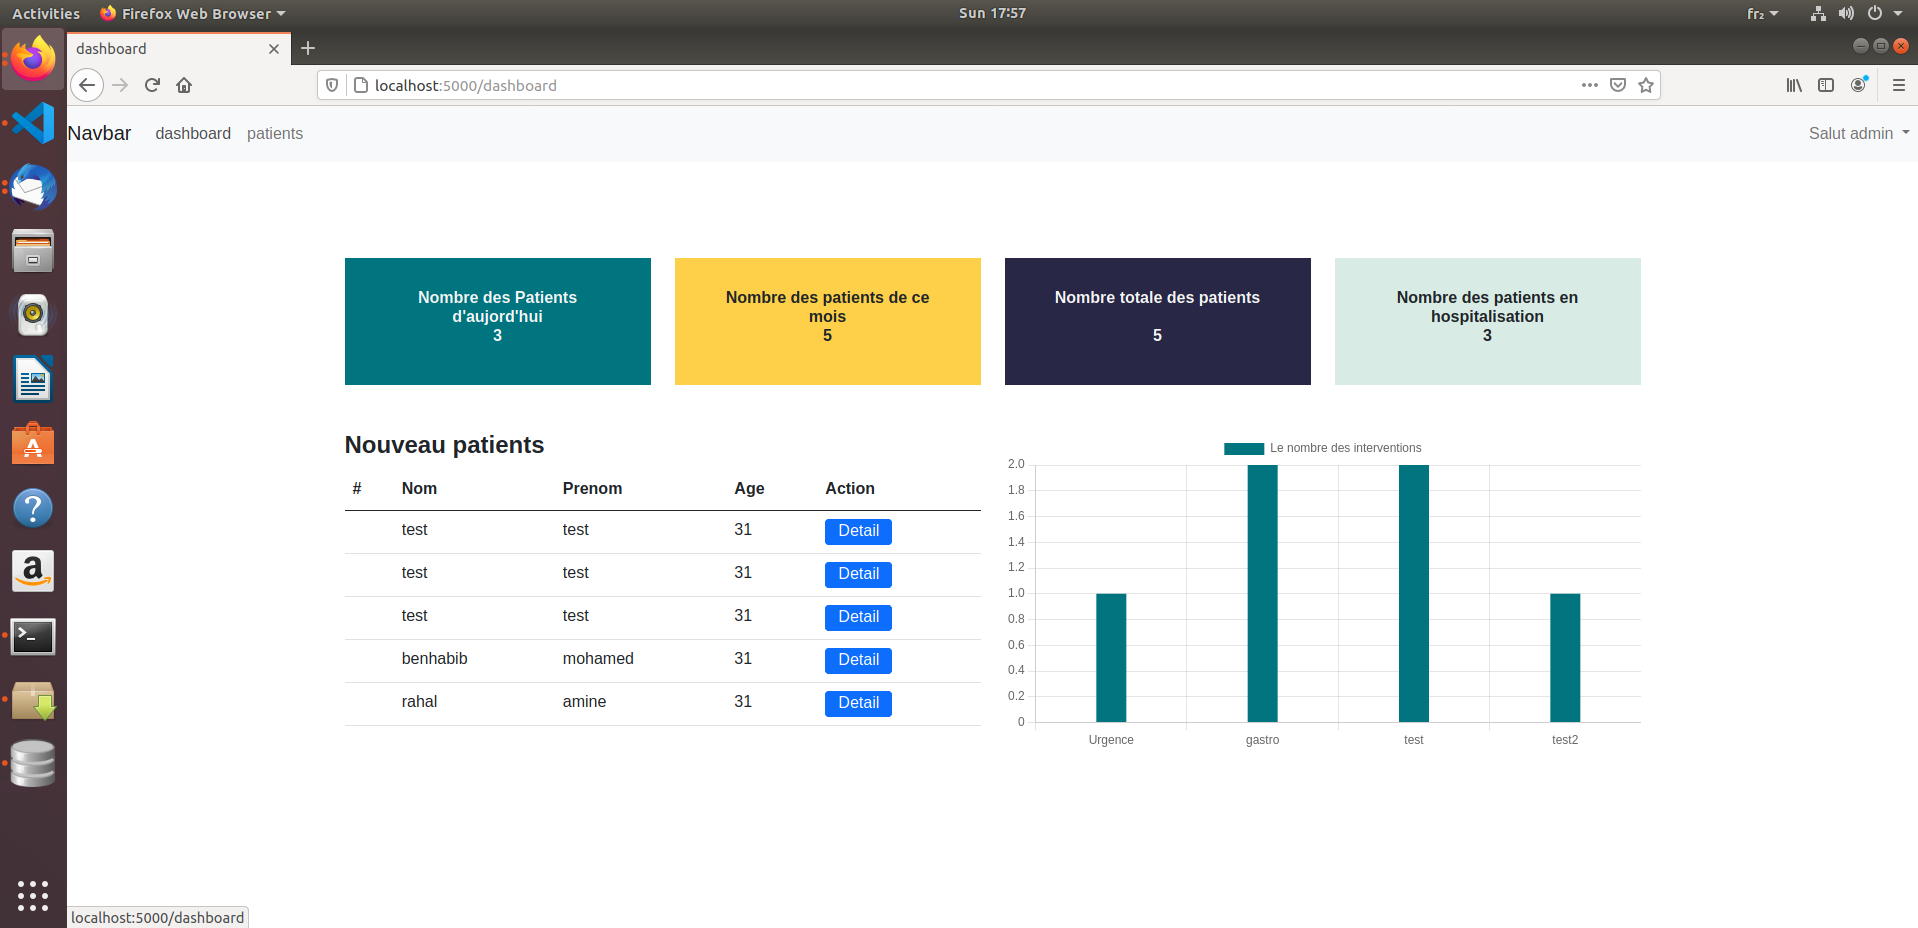 Activities Firefox Web Browser Sun 17:57 fr₂
dashboard
localhost:5000/dashboard
Navbar dashboard patients Salut admin
Nombre des Patients
d'aujord'hui
3
Nombre des patients de ce
mois
5
Nombre totale des patients
5
Nombre des patients en
hospitalisation
3
Nouveau patients
# Nom Prenom Age Action
test test 31 Detail
test test 31 Detail
test test 31 Detail
benhabib mohamed 31 Detail
rahal amine 31 Detail
Le nombre des interventions
2.0
1.8
1.6
1.4
1.2
1.0
0.8
0.6
0.4
0.2
0
Urgence gastro test test2
localhost:5000/dashboard